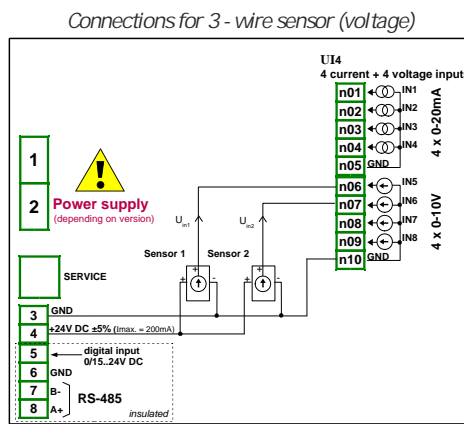 Connections for 3 - wire sensor (voltage)
UI4
4 current + 4 voltage inputs
n01 IN1
n02 IN2
n03 IN3
n04 IN4
n05 GND
4 x 0-20mA
n06 IN5
n07 IN6
n08 IN7
n09 IN8
n10 GND
4 x 0-10V
1
2
Power supply
(depending on version)
Uin1
Uin2
Sensor 1 Sensor 2
+ -
+ + -
+
SERVICE
3 GND
4 +24V DC ±5% (Imax. = 200mA)
5 digital input
0/15..24V DC
6 GND
7 B-
8 A+
RS-485
insulated